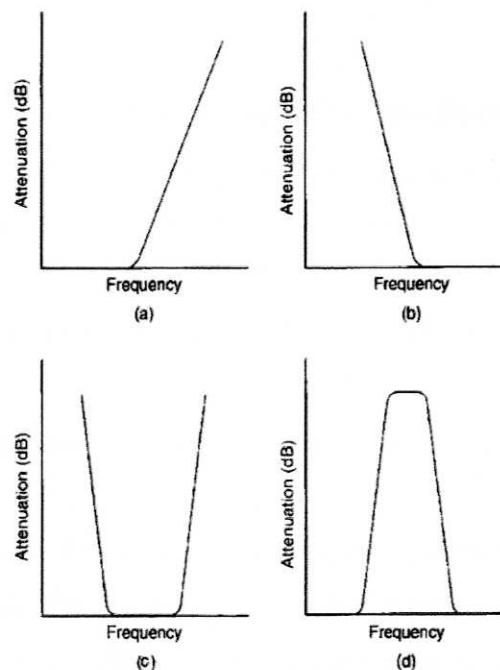 Attenuation (dB)
Frequency
(a)
Attenuation (dB)
Frequency
(b)
Attenuation (dB)
Frequency
(c)
Attenuation (dB)
Frequency
(d)